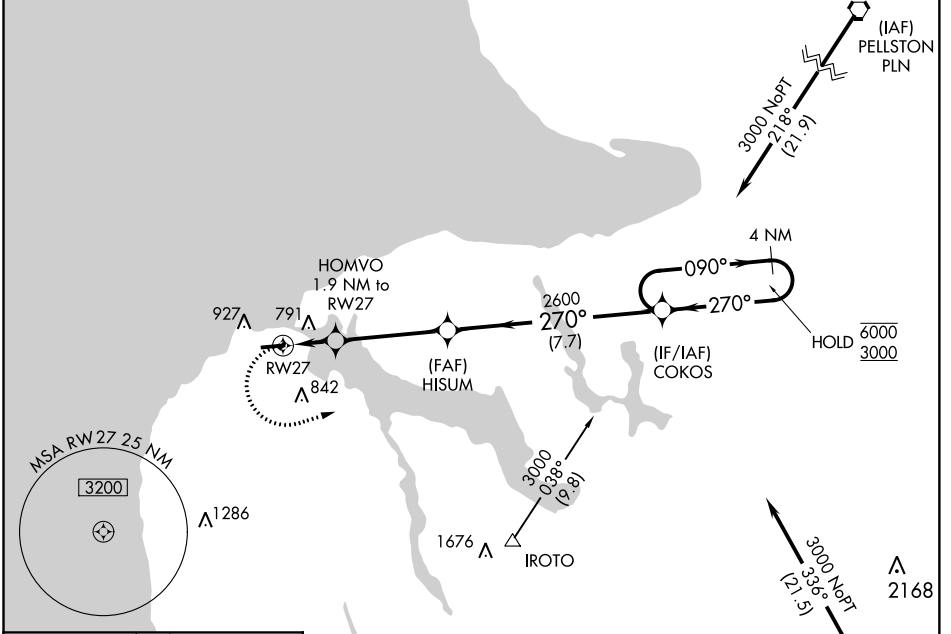 (IAF)
PELLSTON
PLN
3000 NoPT
218°
(21.9)
4 NM
090°
270°
HOLD 6000
3000
HOMVO
1.9 NM to
RW27
2600
270°
(7.7)
927
791
RW27
(FAF)
HISUM
(IF/IAF)
COKOS
842
MSA RW27 25 NM
3200
3000
038°
(9.8)
1286
1676
IROTO
3000 NoPT
336°
(21.5)
2168